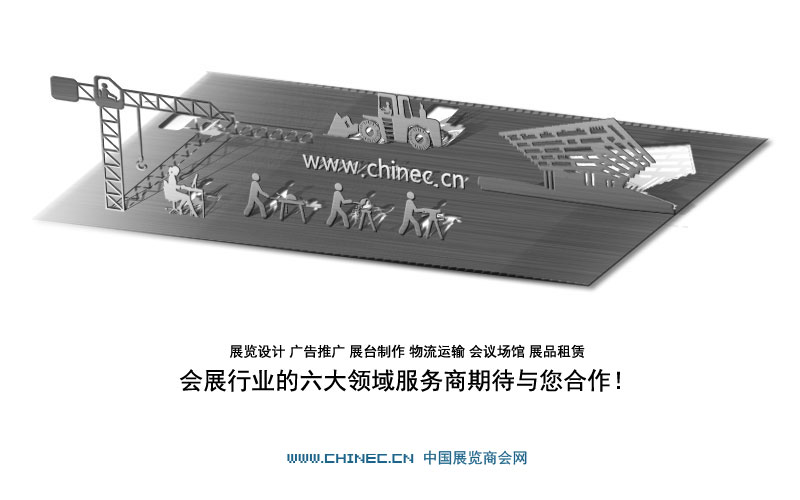 www.chinec.cn
展览设计 广告推广 展台制作 物流运输 会议场馆 展品租赁
会展行业的六大领域服务商期待与您合作！
WWW.CHINEC.CN 中国展览商会网